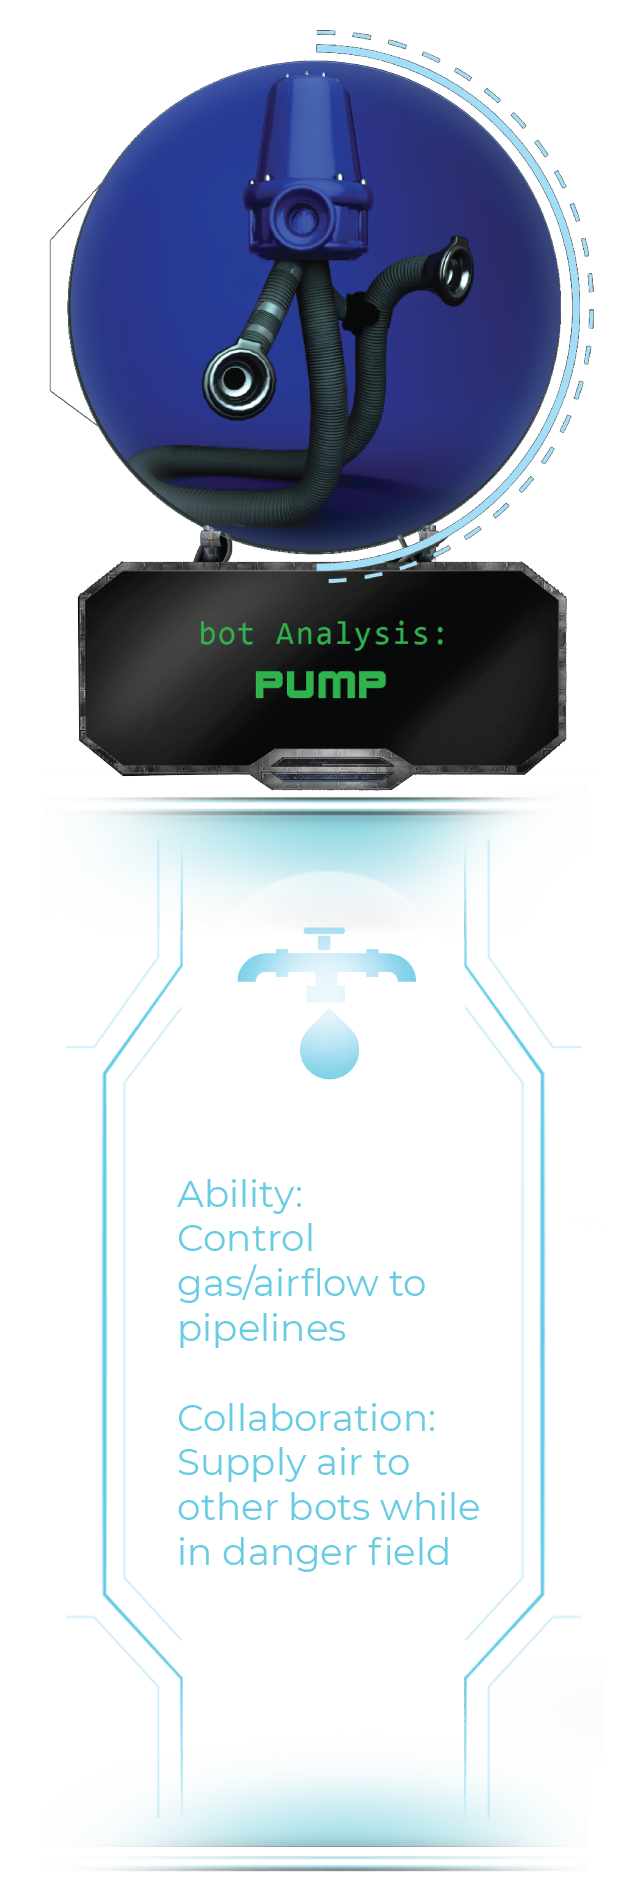 bot Analysis:
PUMP
Ability:
Control
gas/airflow to
pipelines
Collaboration:
Supply air to
other bots while
in danger field